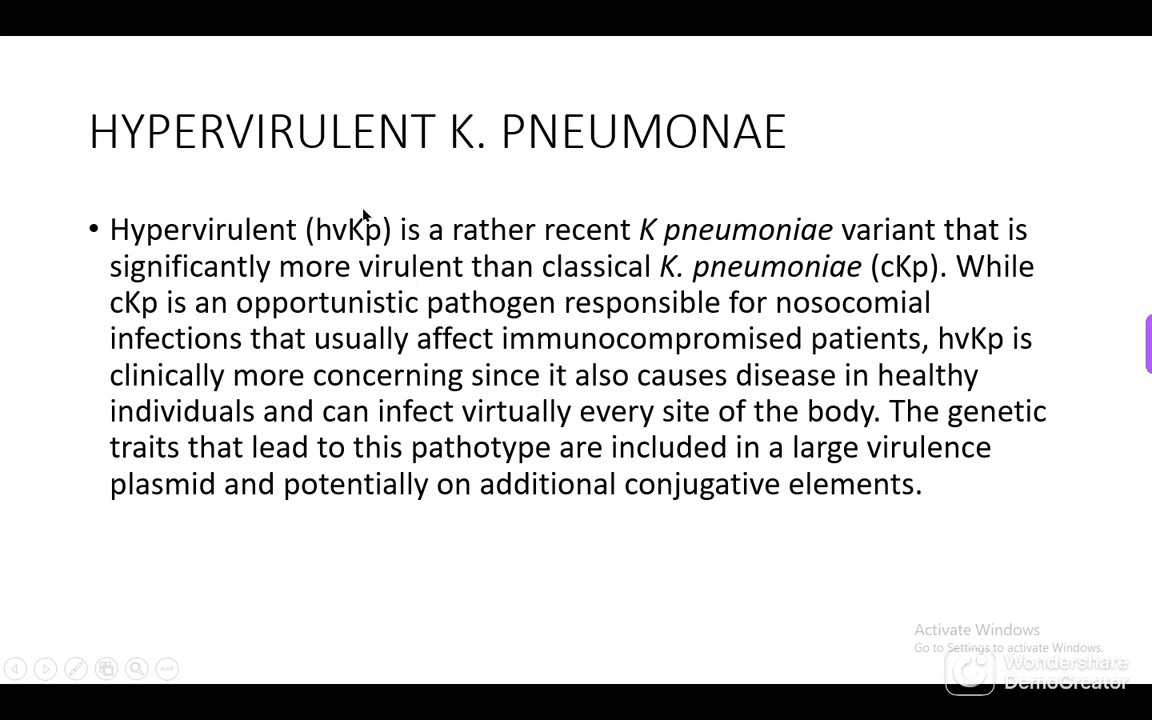 HYPERVIRULENT K. PNEUMONAE
• Hypervirulent (hvKp) is a rather recent K pneumoniae variant that is
significantly more virulent than classical K. pneumoniae (cKp). While
cKp is an opportunistic pathogen responsible for nosocomial
infections that usually affect immunocompromised patients, hvKp is
clinically more concerning since it also causes disease in healthy
individuals and can infect virtually every site of the body. The genetic
traits that lead to this pathotype are included in a large virulence
plasmid and potentially on additional conjugative elements.
Activate Windows
Go to Settings to activate Windows.
Wondershare
DemoCreator